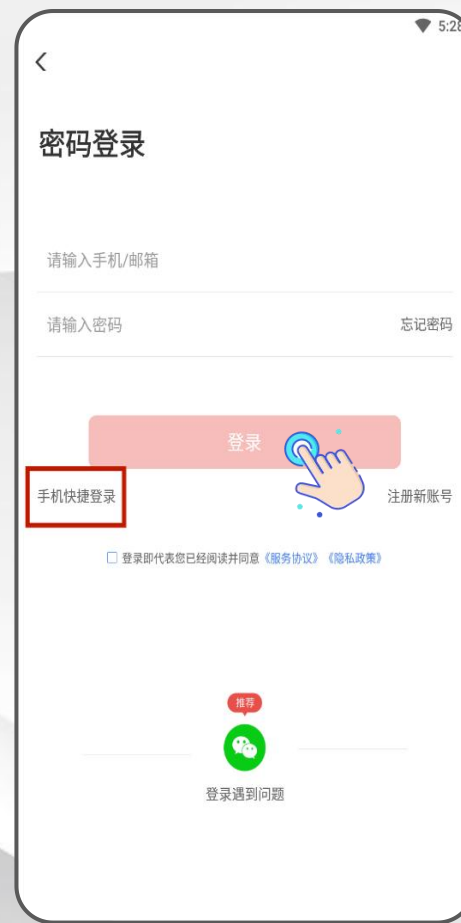 5:28
密码登录
请输入手机/邮箱
请输入密码 忘记密码
登录
手机快捷登录 注册新账号
登录即代表您已经阅读并同意《服务协议》《隐私政策》
推荐
登录遇到问题